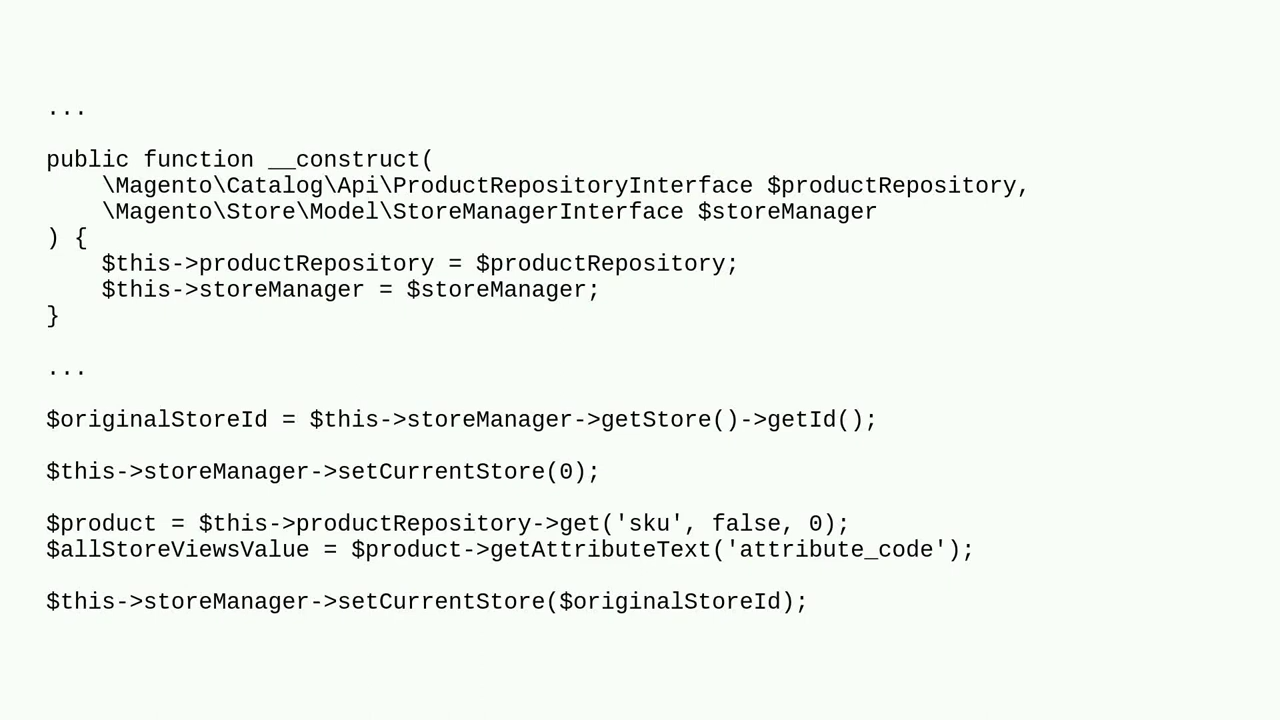 ...
public function __construct(
    \Magento\Catalog\Api\ProductRepositoryInterface $productRepository,
    \Magento\Store\Model\StoreManagerInterface $storeManager
) {
    $this->productRepository = $productRepository;
    $this->storeManager = $storeManager;
}
...
$originalStoreId = $this->storeManager->getStore()->getId();
$this->storeManager->setCurrentStore(0);
$product = $this->productRepository->get('sku', false, 0);
$allStoreViewsValue = $product->getAttributeText('attribute_code');
$this->storeManager->setCurrentStore($originalStoreId);